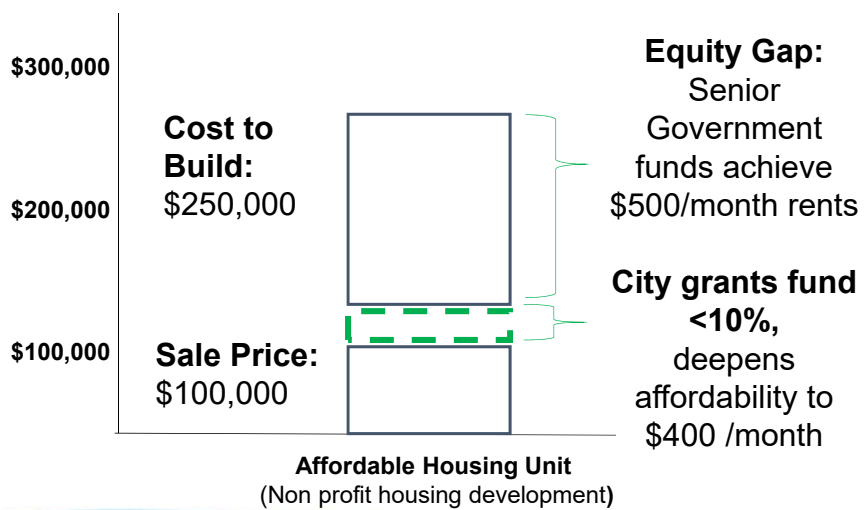 $300,000
$200,000
$100,000
Cost to
Build:
$250,000
Sale Price:
$100,000
Equity Gap:
Senior
Government
funds achieve
$500/month rents
City grants fund
<10%,
deepens
affordability to
$400 /month
Affordable Housing Unit
(Non profit housing development)